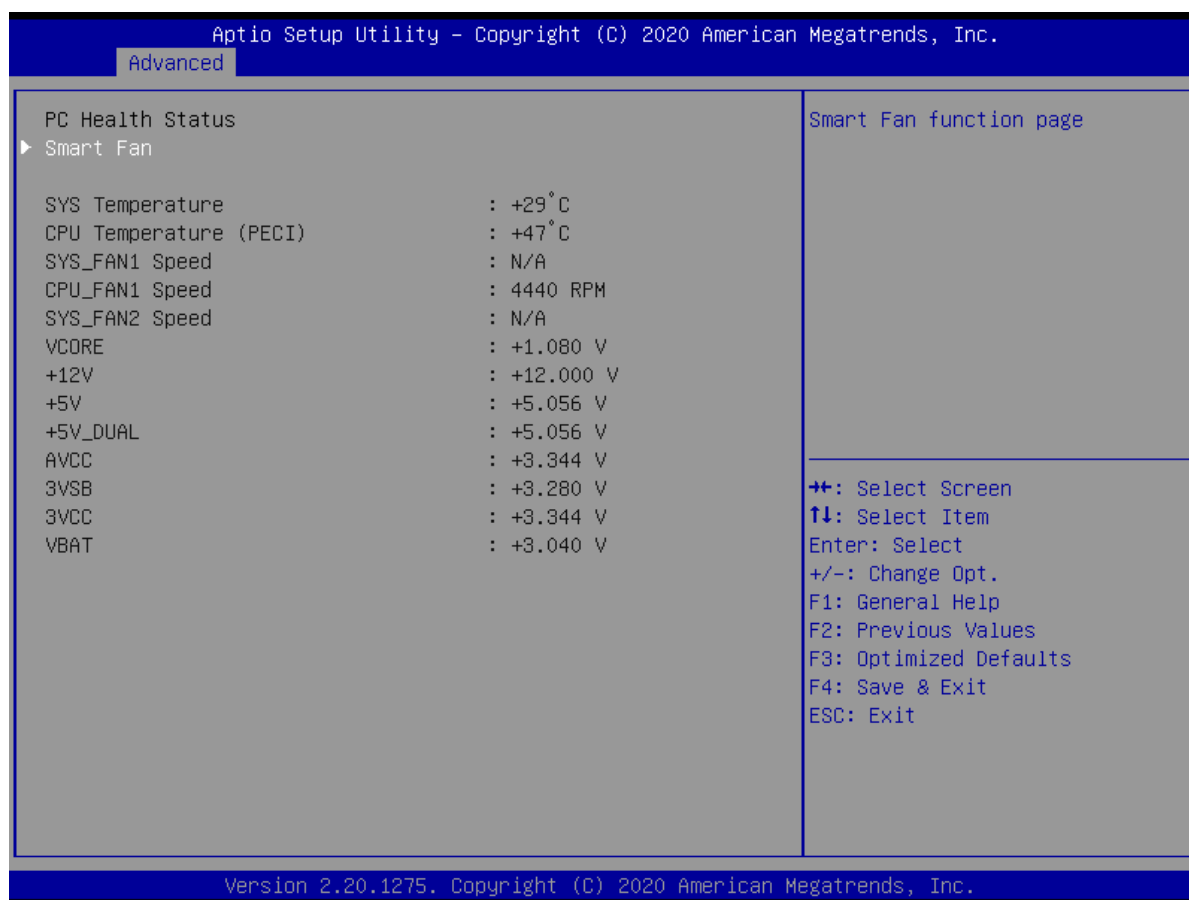 Aptio Setup Utility – Copyright (C) 2020 American Megatrends, Inc.
Advanced
PC Health Status
▶ Smart Fan
SYS Temperature : +29°C
CPU Temperature (PECI) : +47°C
SYS_FAN1 Speed : N/A
CPU_FAN1 Speed : 4440 RPM
SYS_FAN2 Speed : N/A
VCORE : +1.080 V
+12V : +12.000 V
+5V : +5.056 V
+5V_DUAL : +5.056 V
AVCC : +3.344 V
3VSB : +3.280 V
3VCC : +3.344 V
VBAT : +3.040 V
Smart Fan function page
→←: Select Screen
↑↓: Select Item
Enter: Select
+/-: Change Opt.
F1: General Help
F2: Previous Values
F3: Optimized Defaults
F4: Save & Exit
ESC: Exit
Version 2.20.1275. Copyright (C) 2020 American Megatrends, Inc.